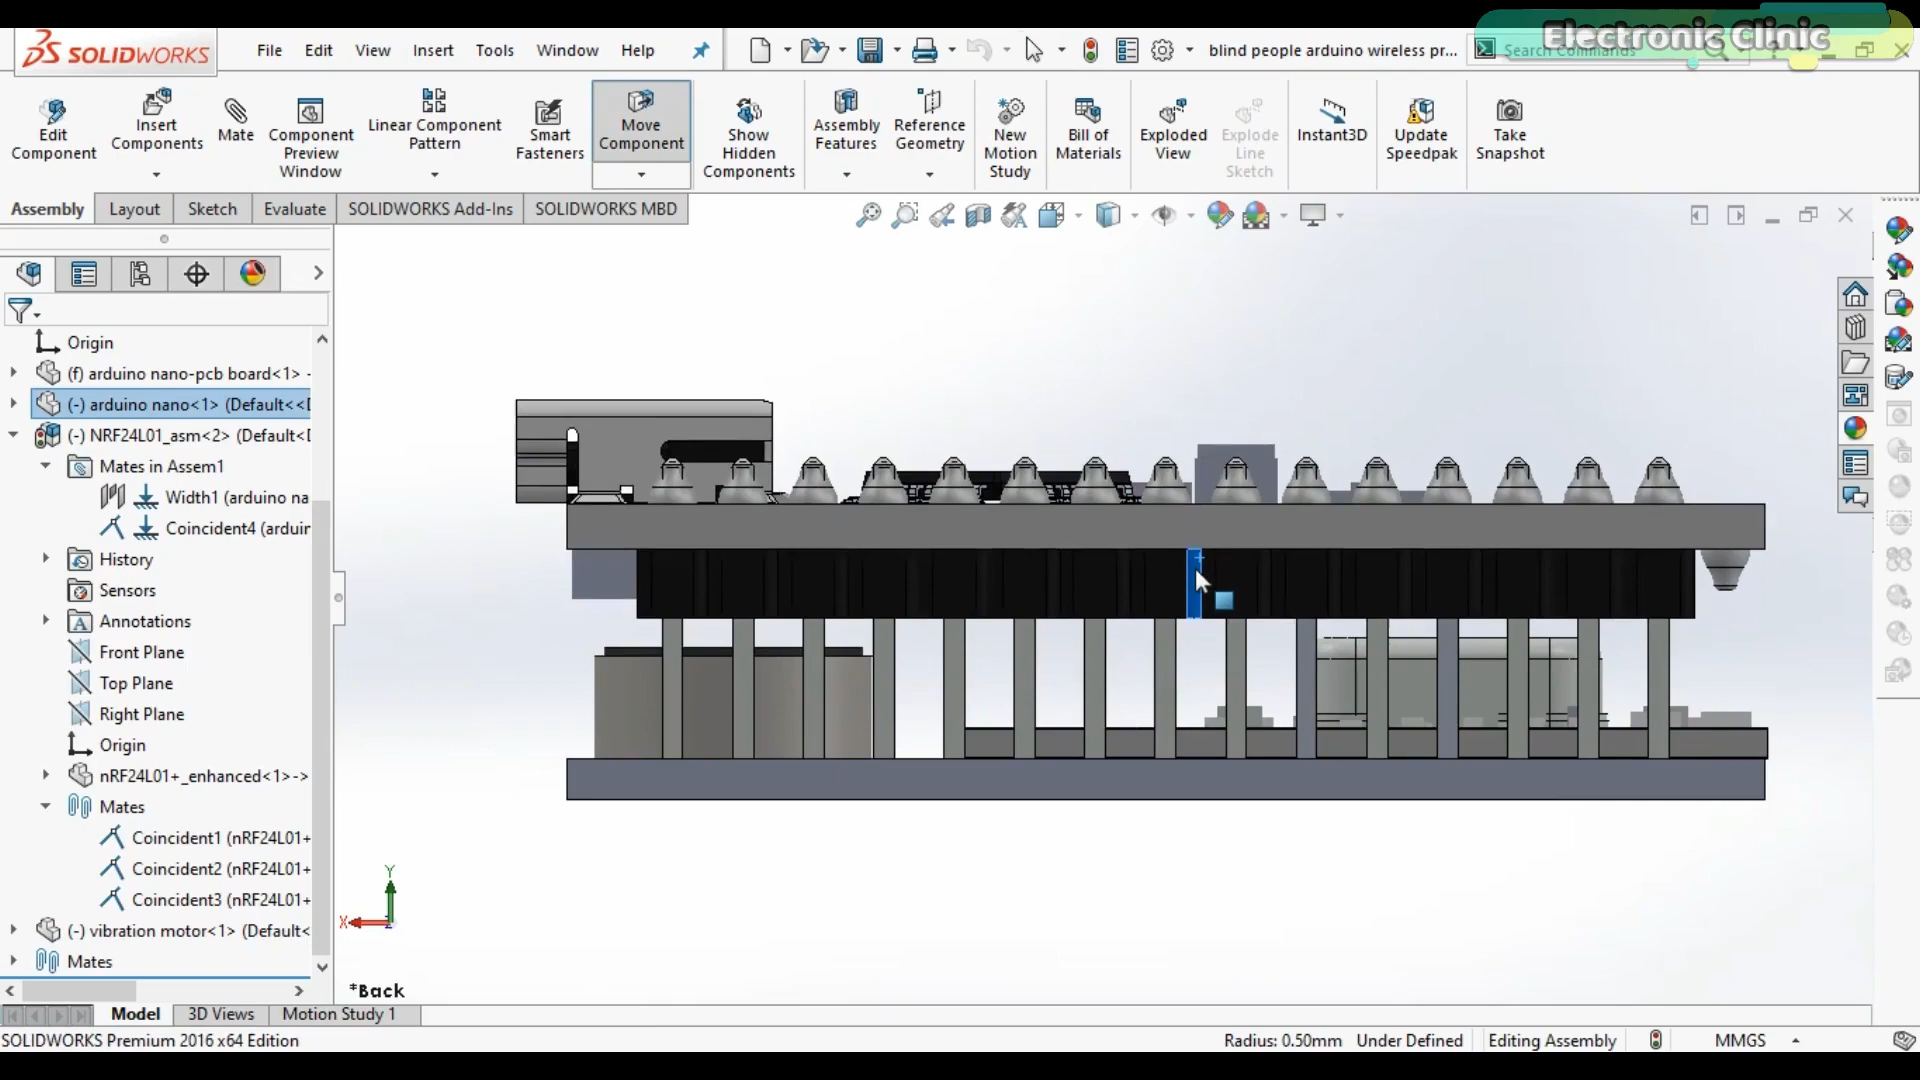 Electronic Clinic
SOLIDWORKS
File Edit View Insert Tools Window Help
blind people arduino wireless pr...
Search Commands
Edit Component
Insert Components
Mate
Component Preview Window
Linear Component Pattern
Smart Fasteners
Move Component
Show Hidden Components
Assembly Features
Reference Geometry
New Motion Study
Bill of Materials
Exploded View
Explode Line Sketch
Instant3D
Update Speedpak
Take Snapshot
Assembly Layout Sketch Evaluate SOLIDWORKS Add-Ins SOLIDWORKS MBD
Origin
(f) arduino nano-pcb board<1> -
(-) arduino nano<1> (Default<<D
(-) NRF24L01_asm<2> (Default<D
Mates in Assem1
Width1 (arduino na
Coincident4 (arduin
History
Sensors
Annotations
Front Plane
Top Plane
Right Plane
Origin
nRF24L01+_enhanced<1>->
Mates
Coincident1 (nRF24L01+
Coincident2 (nRF24L01+
Coincident3 (nRF24L01+
(-) vibration motor<1> (Default<
Mates
Y
X
Z
*Back
Model 3D Views Motion Study 1
SOLIDWORKS Premium 2016 x64 Edition
Radius: 0.50mm Under Defined Editing Assembly MMGS